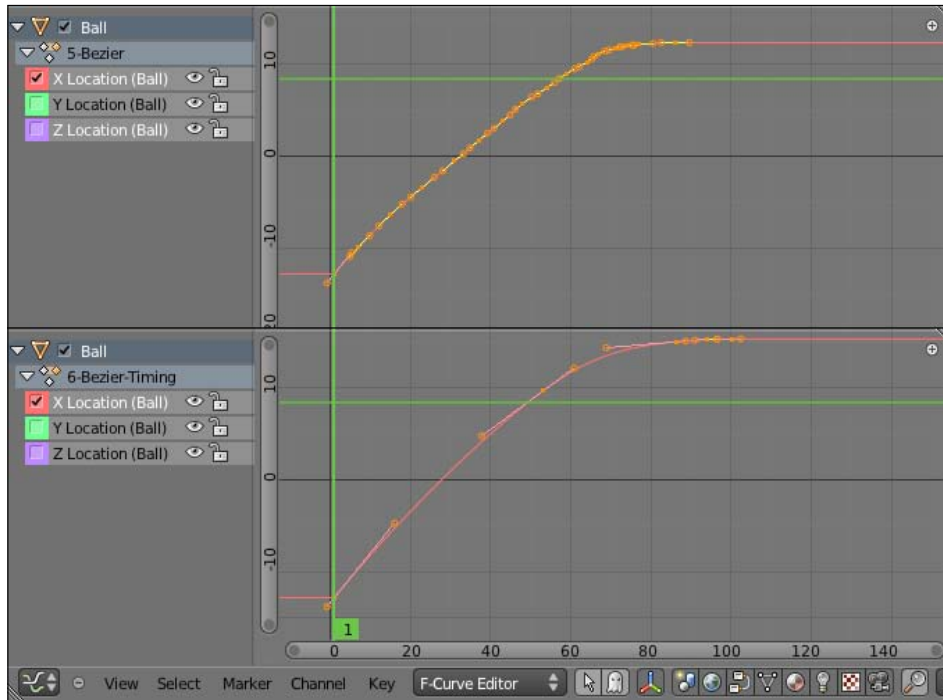 Ball
5-Bezier
X Location (Ball)
Y Location (Ball)
Z Location (Ball)
10
0
-10
20
Ball
6-Bezier-Timing
X Location (Ball)
Y Location (Ball)
Z Location (Ball)
10
0
-10
1
0 20 40 60 80 100 120 140
View Select Marker Channel Key F-Curve Editor